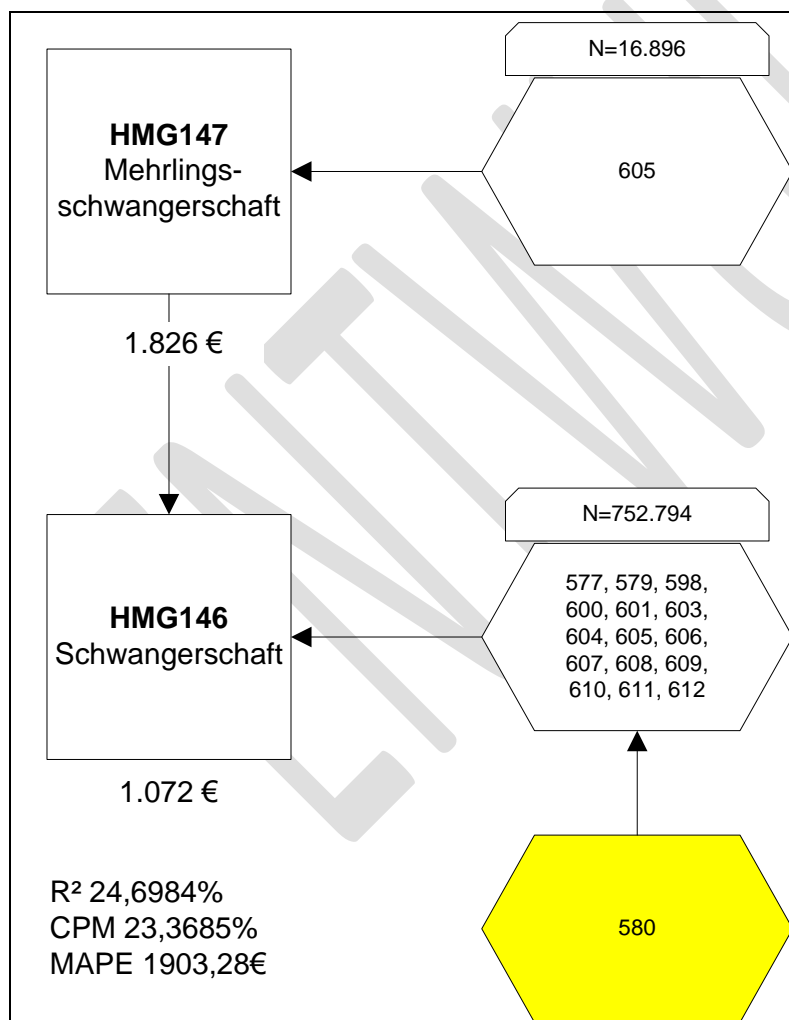 N=16.896
HMG147
Mehrlings-
schwangerschaft
605
1.826 €
N=752.794
HMG146
Schwangerschaft
577, 579, 598,
600, 601, 603,
604, 605, 606,
607, 608, 609,
610, 611, 612
1.072 €
R² 24,6984%
CPM 23,3685%
MAPE 1903,28€
580